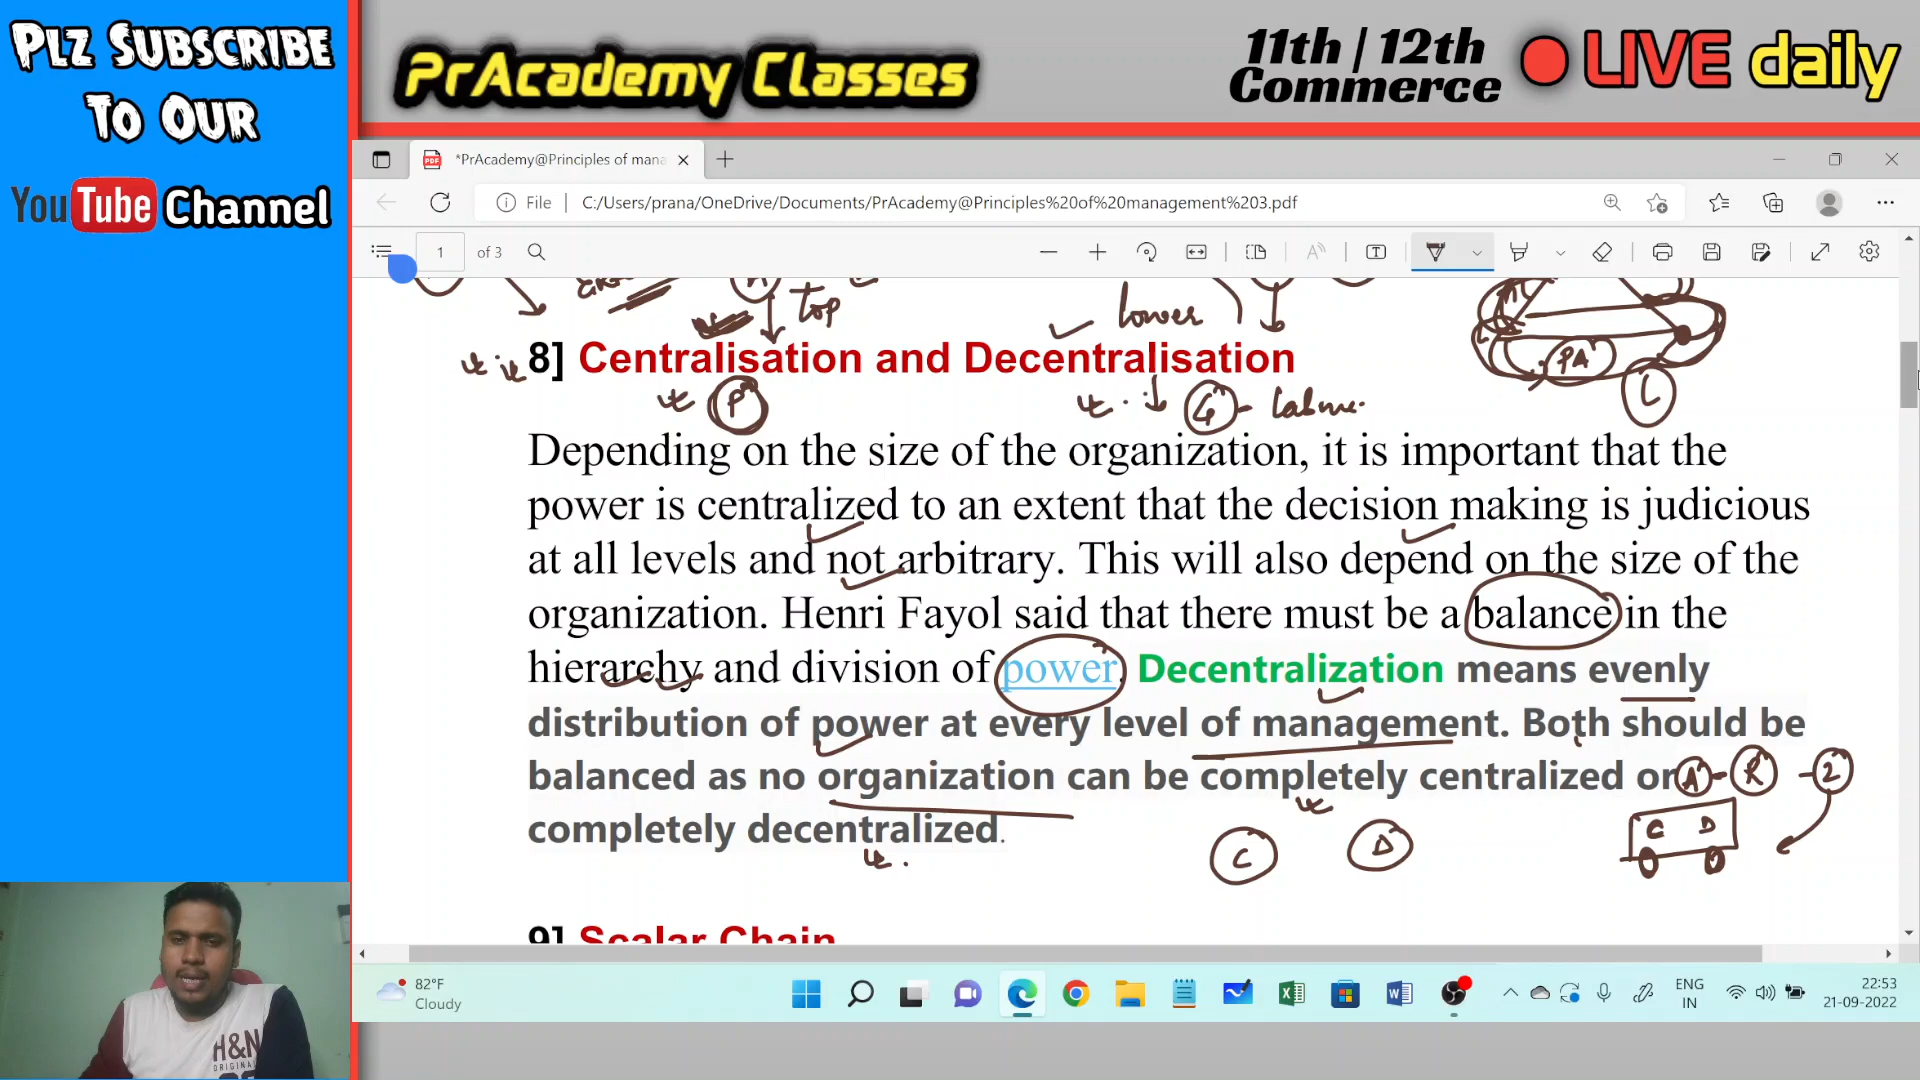 PLZ SUBSCRIBE
TO OUR
YouTube Channel
PrAcademy Classes
11th | 12th
Commerce
LIVE daily
*PrAcademy@Principles of mana
File
C:/Users/prana/OneDrive/Documents/PrAcademy@Principles%20of%20management%203.pdf
1 of 3
top
lower
8] Centralisation and Decentralisation
PA
L
P
Depending on the size of the organization, it is important that the
power is centralized to an extent that the decision making is judicious
at all levels and not arbitrary. This will also depend on the size of the
organization. Henri Fayol said that there must be a balance in the
hierarchy and division of power. Decentralization means evenly
distribution of power at every level of management. Both should be
balanced as no organization can be completely centralized or
A - R - 2
completely decentralized.
C D
C D
9] Scalar Chain
82°F
Cloudy
ENG
IN
22:53
21-09-2022
H&N
ORIGINA